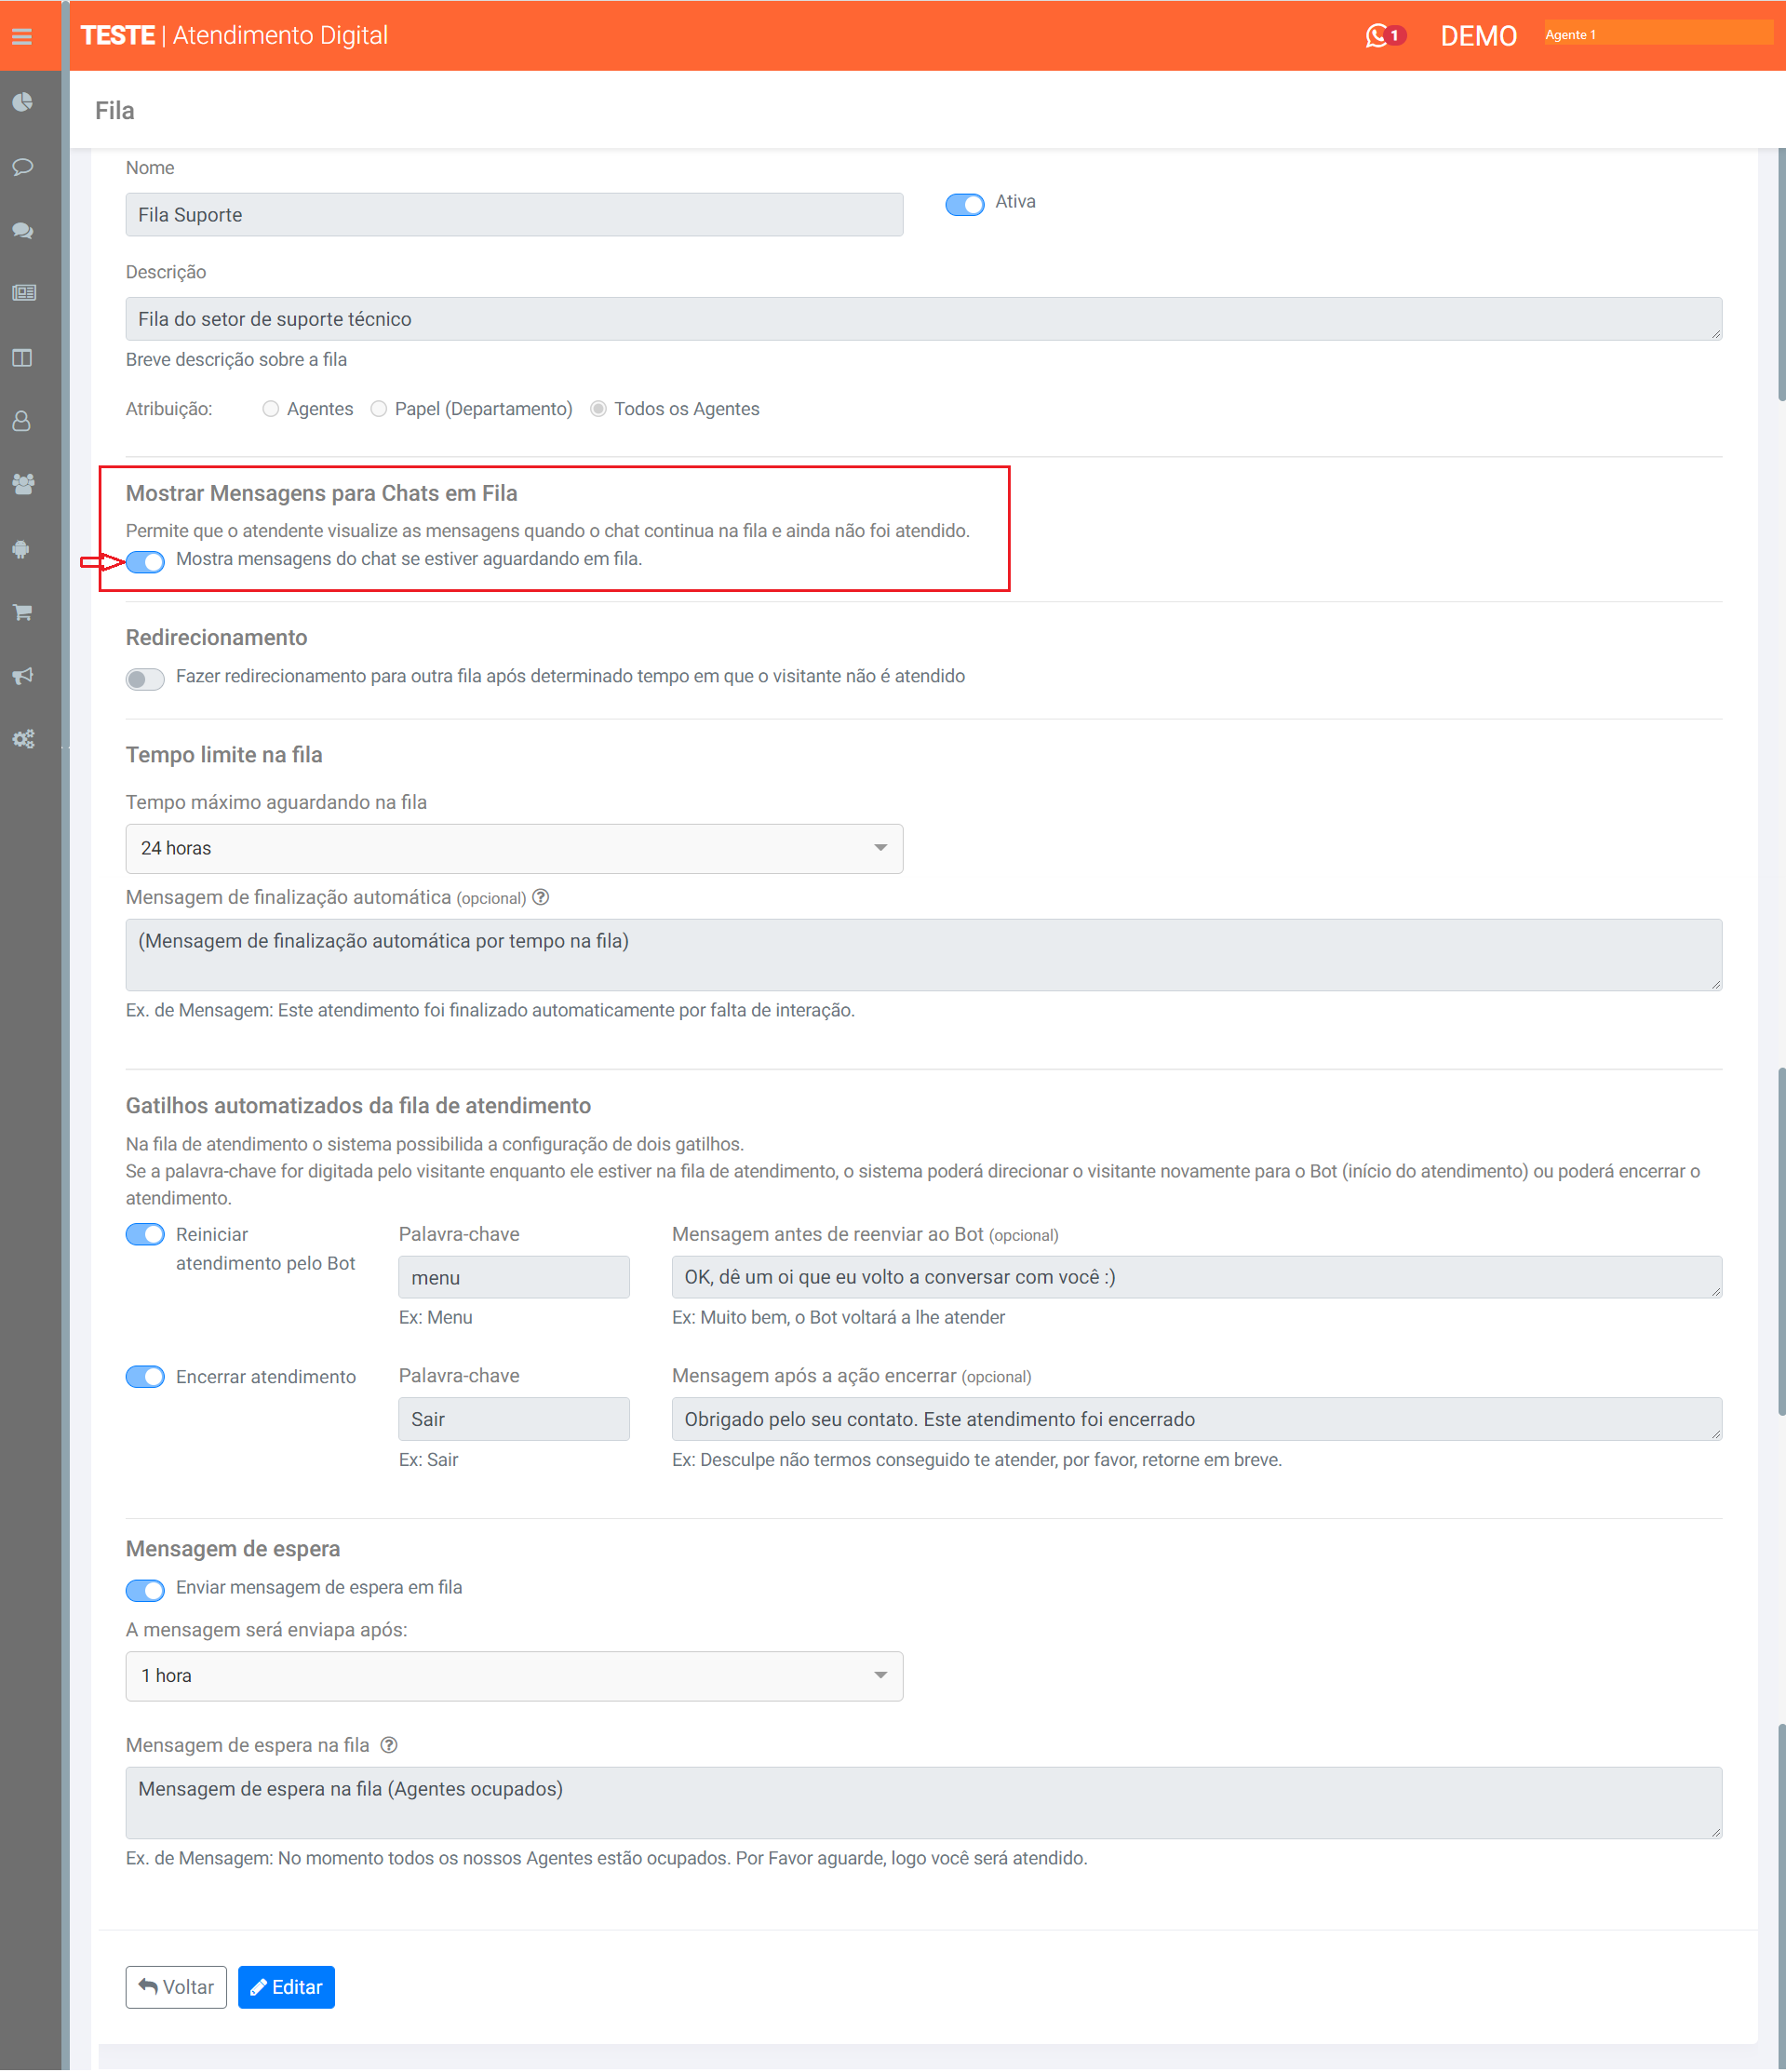 TESTE | Atendimento Digital
1
DEMO
Agente 1
Fila
Nome
Fila Suporte
Ativa
Descrição
Fila do setor de suporte técnico
Breve descrição sobre a fila
Atribuição: Agentes Papel (Departamento) Todos os Agentes
Mostrar Mensagens para Chats em Fila
Permite que o atendente visualize as mensagens quando o chat continua na fila e ainda não foi atendido.
Mostra mensagens do chat se estiver aguardando em fila.
Redirecionamento
Fazer redirecionamento para outra fila após determinado tempo em que o visitante não é atendido
Tempo limite na fila
Tempo máximo aguardando na fila
24 horas
Mensagem de finalização automática (opcional) ?
(Mensagem de finalização automática por tempo na fila)
Ex. de Mensagem: Este atendimento foi finalizado automaticamente por falta de interação.
Gatilhos automatizados da fila de atendimento
Na fila de atendimento o sistema possibilida a configuração de dois gatilhos.
Se a palavra-chave for digitada pelo visitante enquanto ele estiver na fila de atendimento, o sistema poderá direcionar o visitante novamente para o Bot (início do atendimento) ou poderá encerrar o
atendimento.
Reiniciar
atendimento pelo Bot
Palavra-chave
menu
Ex: Menu
Mensagem antes de reenviar ao Bot (opcional)
OK, dê um oi que eu volto a conversar com você :)
Ex: Muito bem, o Bot voltará a lhe atender
Encerrar atendimento
Palavra-chave
Sair
Ex: Sair
Mensagem após a ação encerrar (opcional)
Obrigado pelo seu contato. Este atendimento foi encerrado
Ex: Desculpe não termos conseguido te atender, por favor, retorne em breve.
Mensagem de espera
Enviar mensagem de espera em fila
A mensagem será enviapa após:
1 hora
Mensagem de espera na fila ?
Mensagem de espera na fila (Agentes ocupados)
Ex. de Mensagem: No momento todos os nossos Agentes estão ocupados. Por Favor aguarde, logo você será atendido.
Voltar
Editar